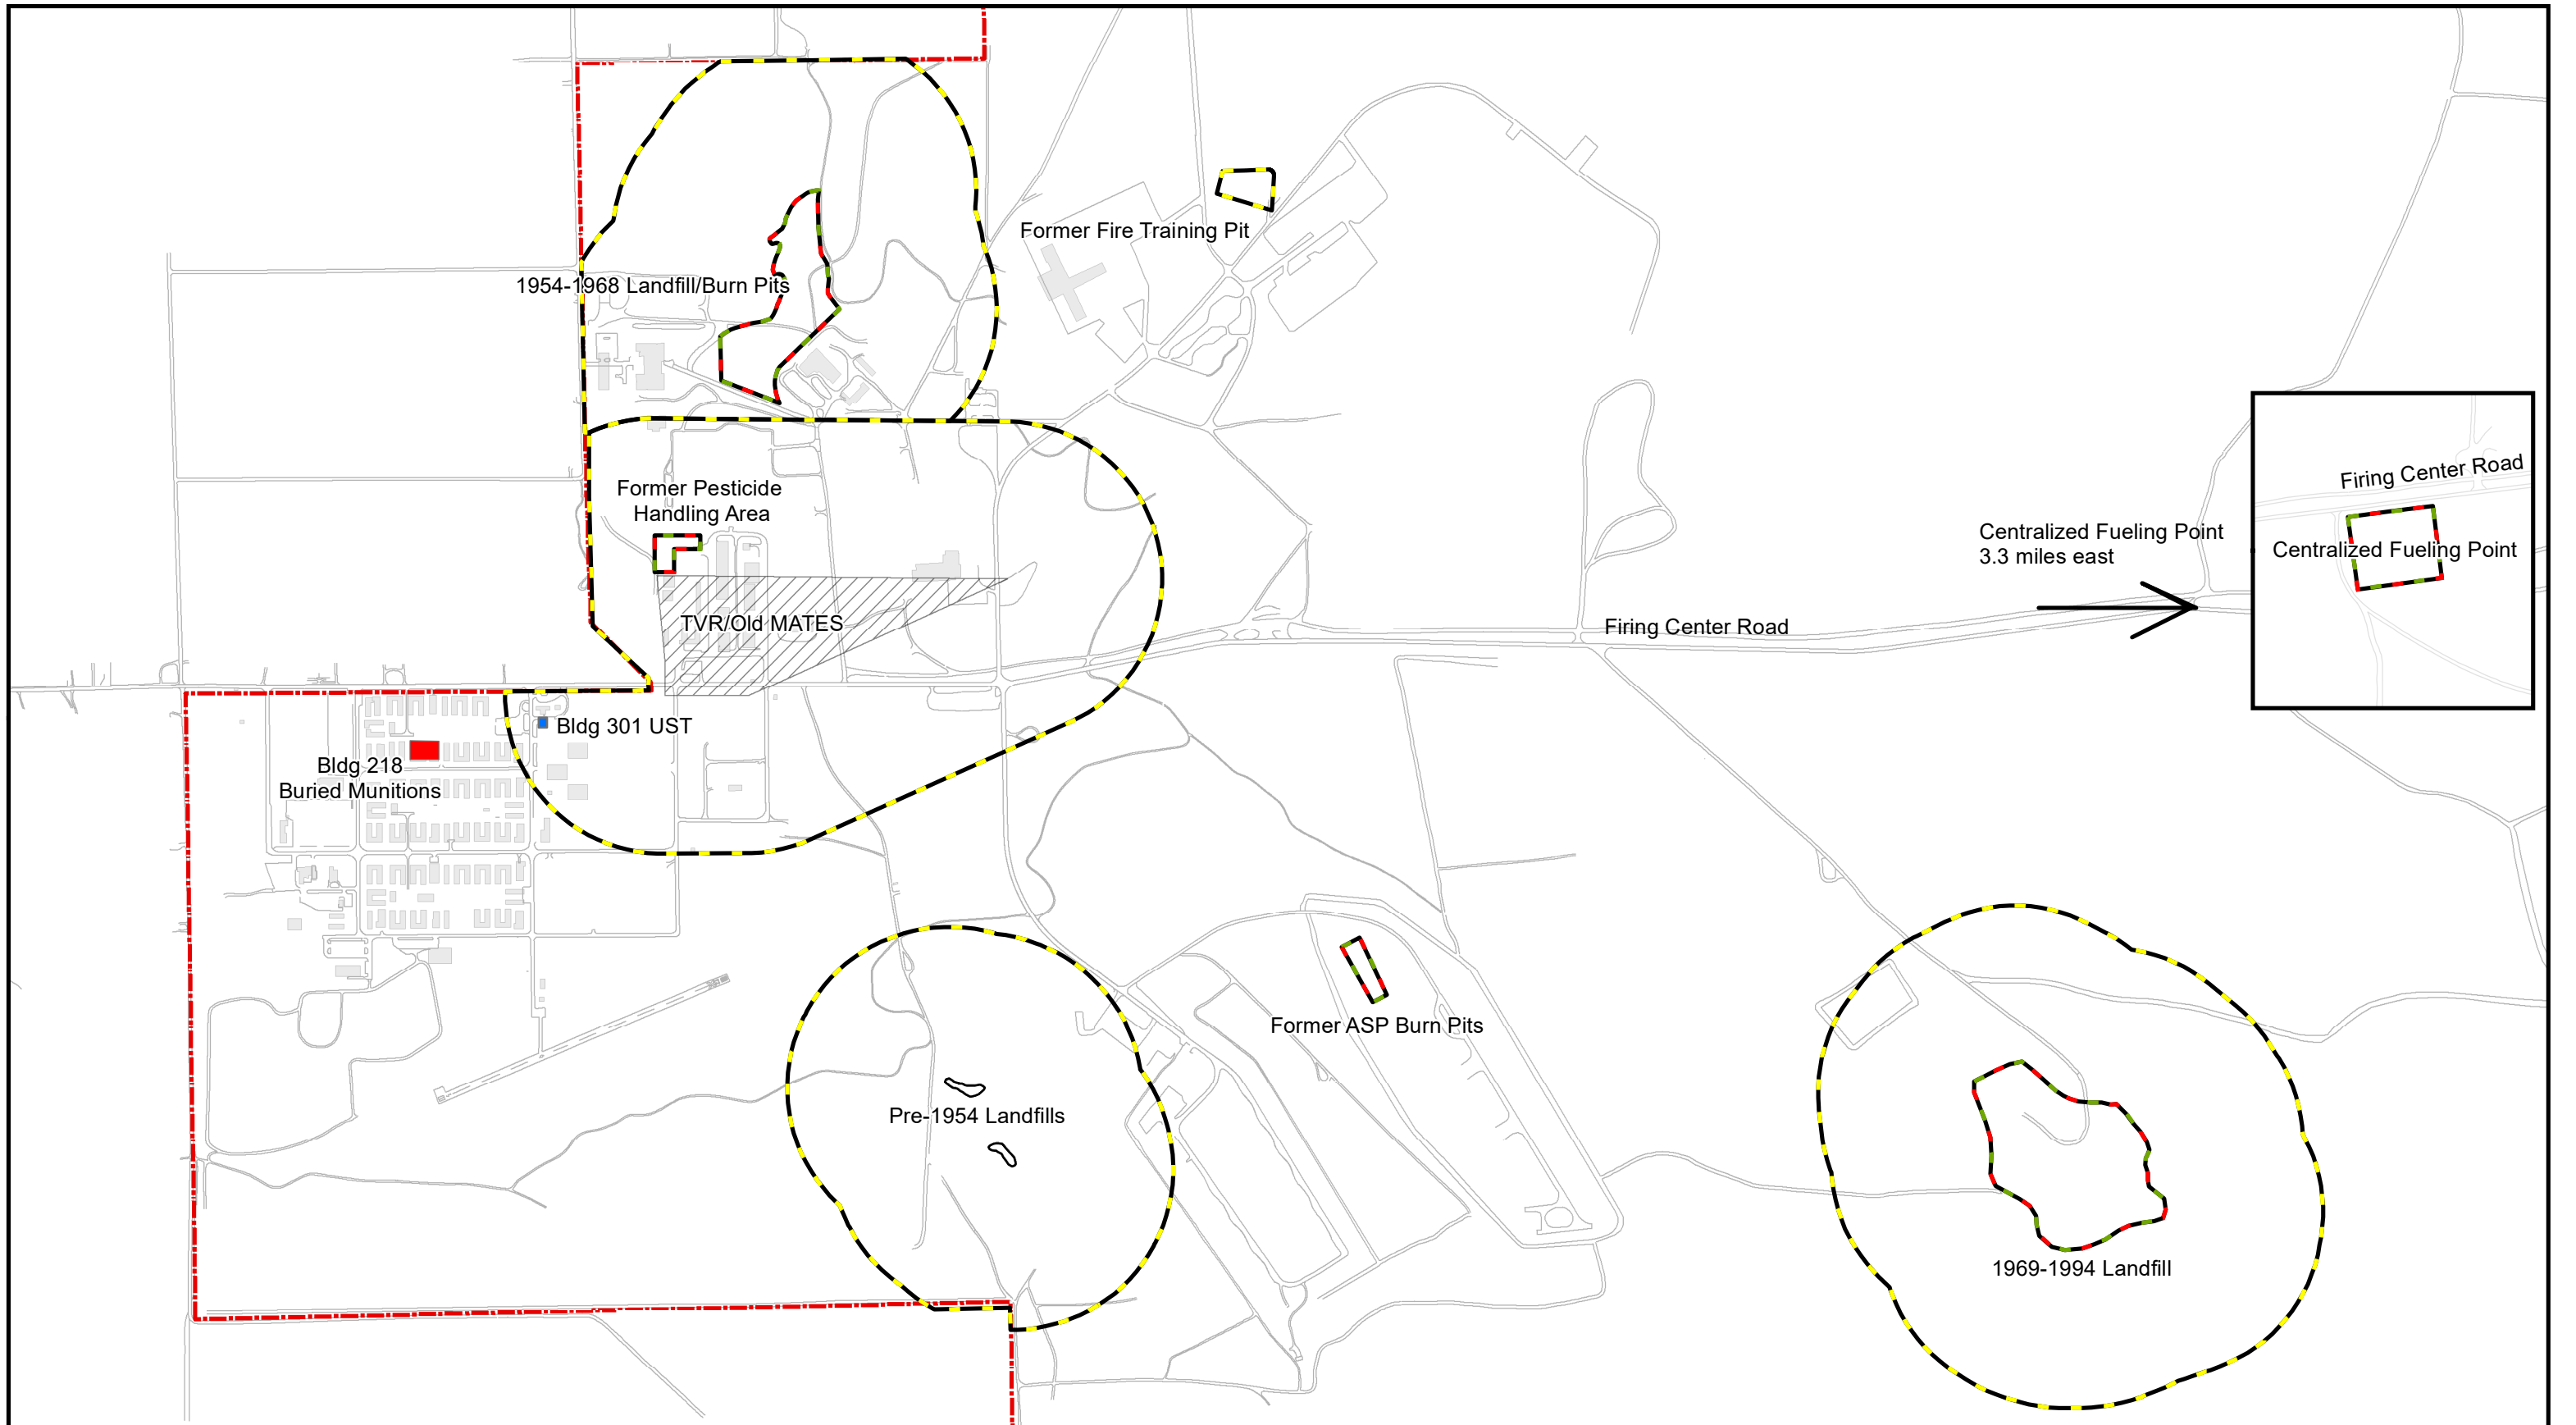 Former Fire Training Pit
1954-1968 Landfill/Burn Pits
Firing Center Road
Former Pesticide
Handling Area
Centralized Fueling Point
3.3 miles east
Centralized Fueling Point
TVR/Old MATES
Firing Center Road
Bldg 301 UST
Bldg 218
Buried Munitions
Former ASP Burn Pits
Pre-1954 Landfills
1969-1994 Landfill